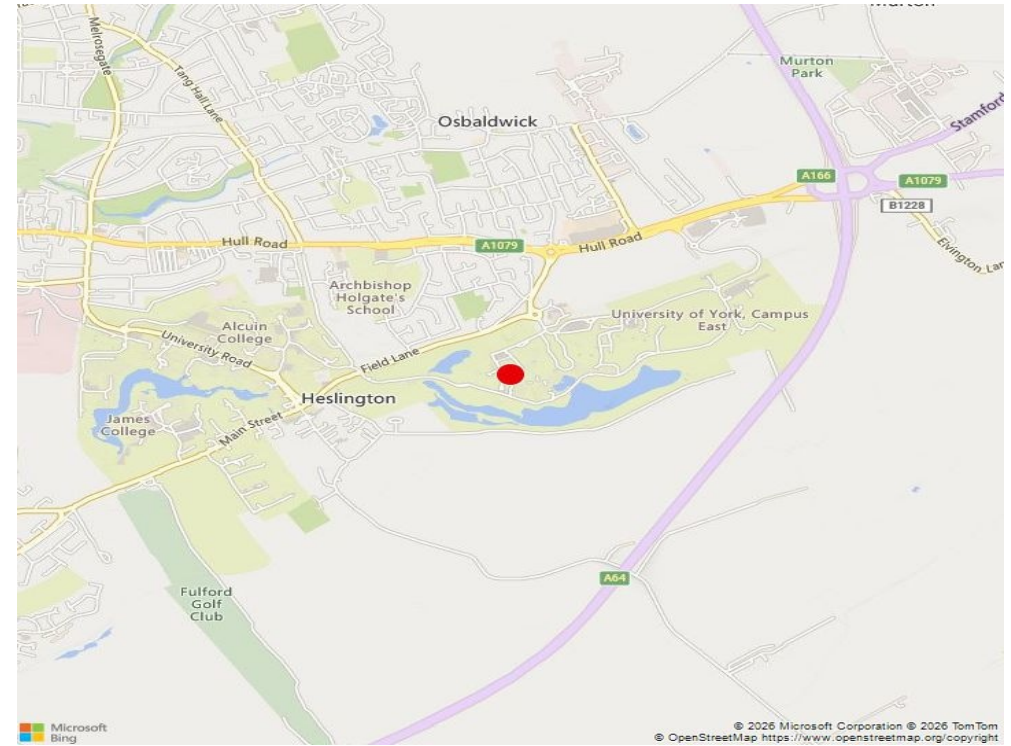 Melrosegate
Tang Hall Lane
Osbaldwick
Murton
Park
Stamford
A166
A1079
B1228
Elvington Lan
Hull Road
A1079
Hull Road
Archbishop
Holgate's
School
University of York, Campus
East
Alcuin
College
University Road
Field Lane
Heslington
James
College
Main Street
A64
Fulford
Golf
Club
Microsoft
Bing
© 2026 Microsoft Corporation © 2026 TomTom
© OpenStreetMap https://www.openstreetmap.org/copyright